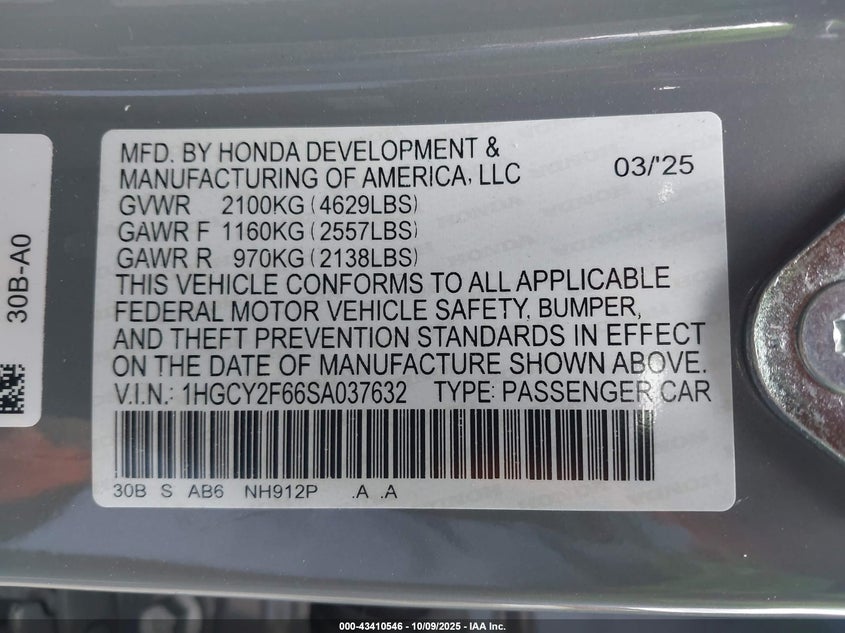 MFD. BY HONDA DEVELOPMENT &
MANUFACTURING OF AMERICA, LLC 03/'25
GVWR 2100KG (4629LBS)
GAWR F 1160KG (2557LBS)
GAWR R 970KG (2138LBS)
THIS VEHICLE CONFORMS TO ALL APPLICABLE
FEDERAL MOTOR VEHICLE SAFETY, BUMPER,
AND THEFT PREVENTION STANDARDS IN EFFECT
ON THE DATE OF MANUFACTURE SHOWN ABOVE.
V.I.N.: 1HGCY2F66SA037632 TYPE: PASSENGER CAR
30B S AB6 NH912P .A .A
30B-A0
000-43410546 - 10/09/2025 - IAA Inc.